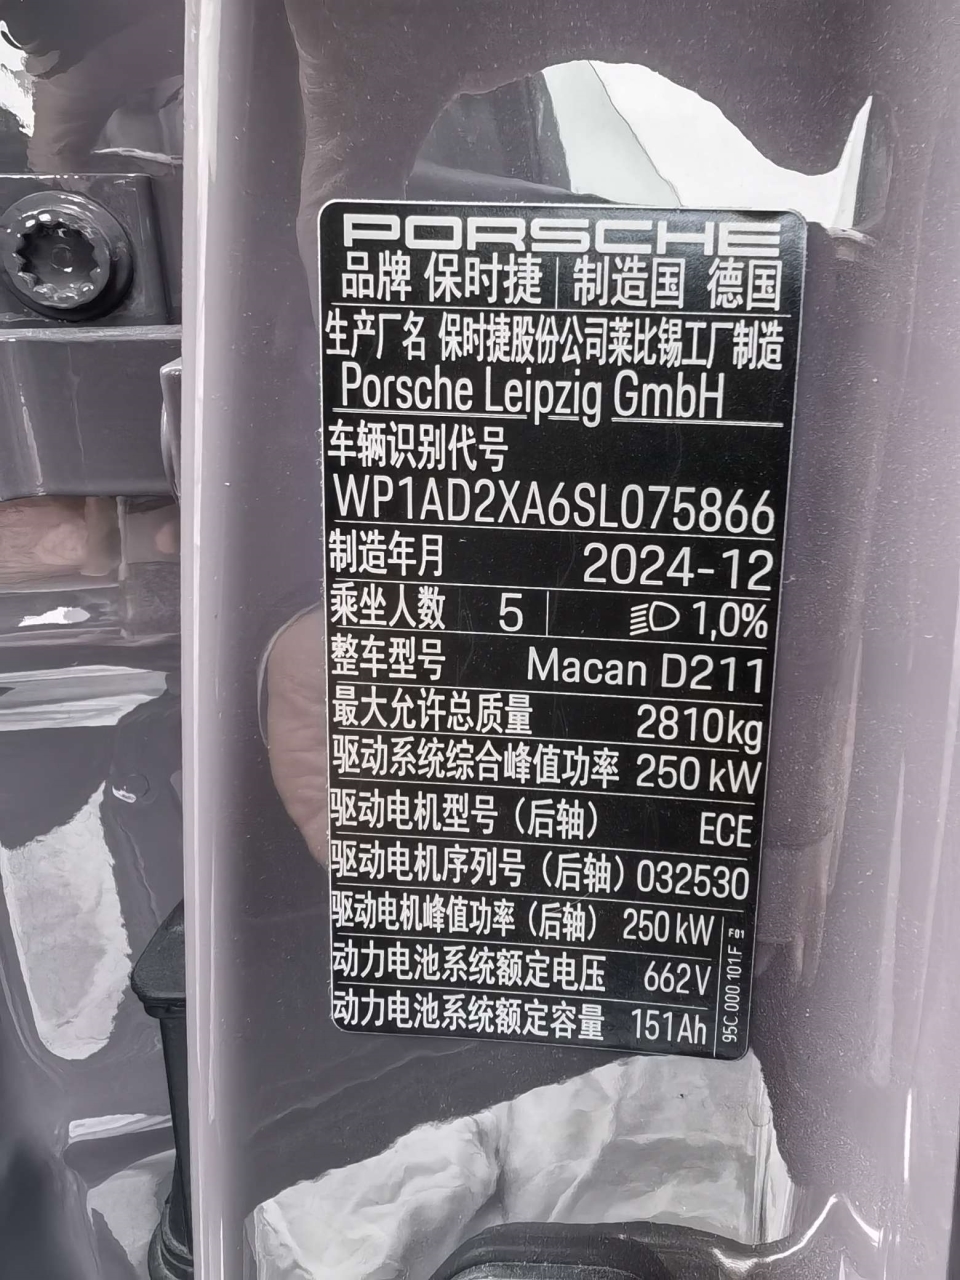 PORSCHE
品牌 保时捷 制造国 德国
生产厂名 保时捷股份公司莱比锡工厂制造
Porsche Leipzig GmbH
车辆识别代号
WP1AD2XA6SL075866
制造年月 2024-12
乘坐人数 5 1,0%
整车型号 Macan D211
最大允许总质量 2810kg
驱动系统综合峰值功率 250 kW
驱动电机型号（后轴） ECE
驱动电机序列号（后轴） 032530
驱动电机峰值功率（后轴） 250 kW
动力电池系统额定电压 662V
动力电池系统额定容量 151Ah
95C.000.101 F F01